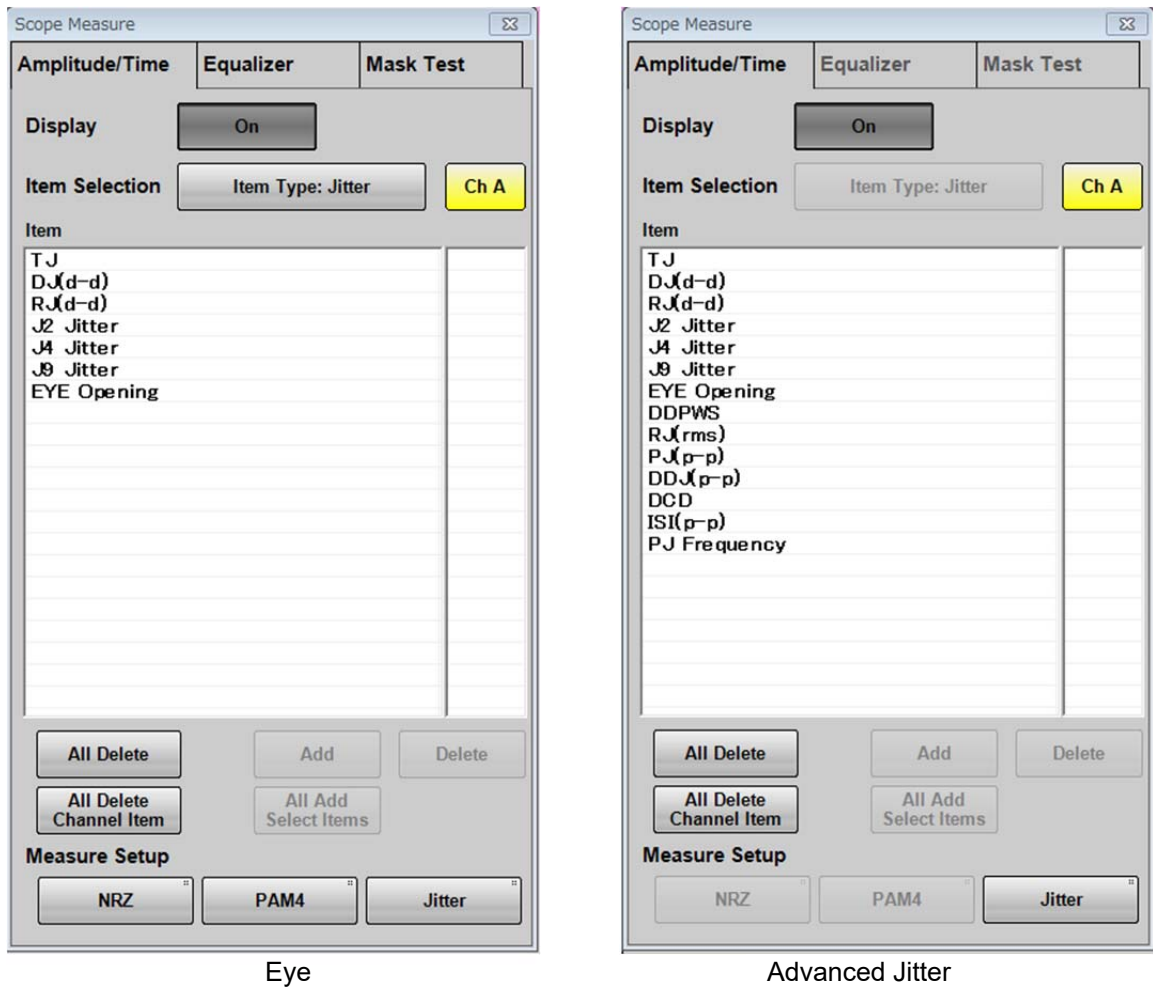 Scope Measure
Amplitude/Time Equalizer Mask Test
Display On
Item Selection Item Type: Jitter Ch A
Item
TJ
DJ(d-d)
RJ(d-d)
J2 Jitter
J4 Jitter
J9 Jitter
EYE Opening
All Delete Add Delete
All Delete Channel Item All Add Select Items
Measure Setup
NRZ PAM4 Jitter
Eye
Scope Measure
Amplitude/Time Equalizer Mask Test
Display On
Item Selection Item Type: Jitter Ch A
Item
TJ
DJ(d-d)
RJ(d-d)
J2 Jitter
J4 Jitter
J9 Jitter
EYE Opening
DDPWS
RJ(rms)
PJ(p-p)
DDJ(p-p)
DCD
ISI(p-p)
PJ Frequency
All Delete Add Delete
All Delete Channel Item All Add Select Items
Measure Setup
NRZ PAM4 Jitter
Advanced Jitter